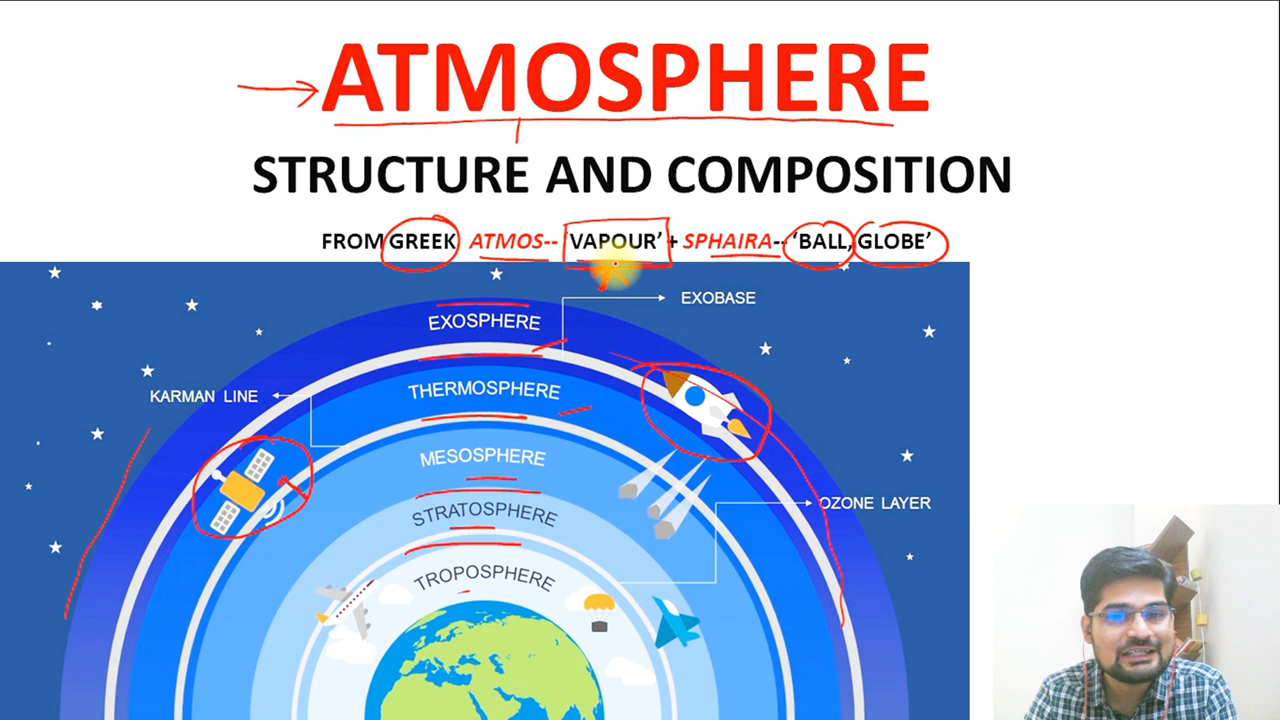 ATMOSPHERE
STRUCTURE AND COMPOSITION
FROM GREEK ATMOS-- 'VAPOUR' + SPHAIRA-- 'BALL, GLOBE'
EXOBASE
EXOSPHERE
THERMOSPHERE
KARMAN LINE
MESOSPHERE
STRATOSPHERE
OZONE LAYER
TROPOSPHERE